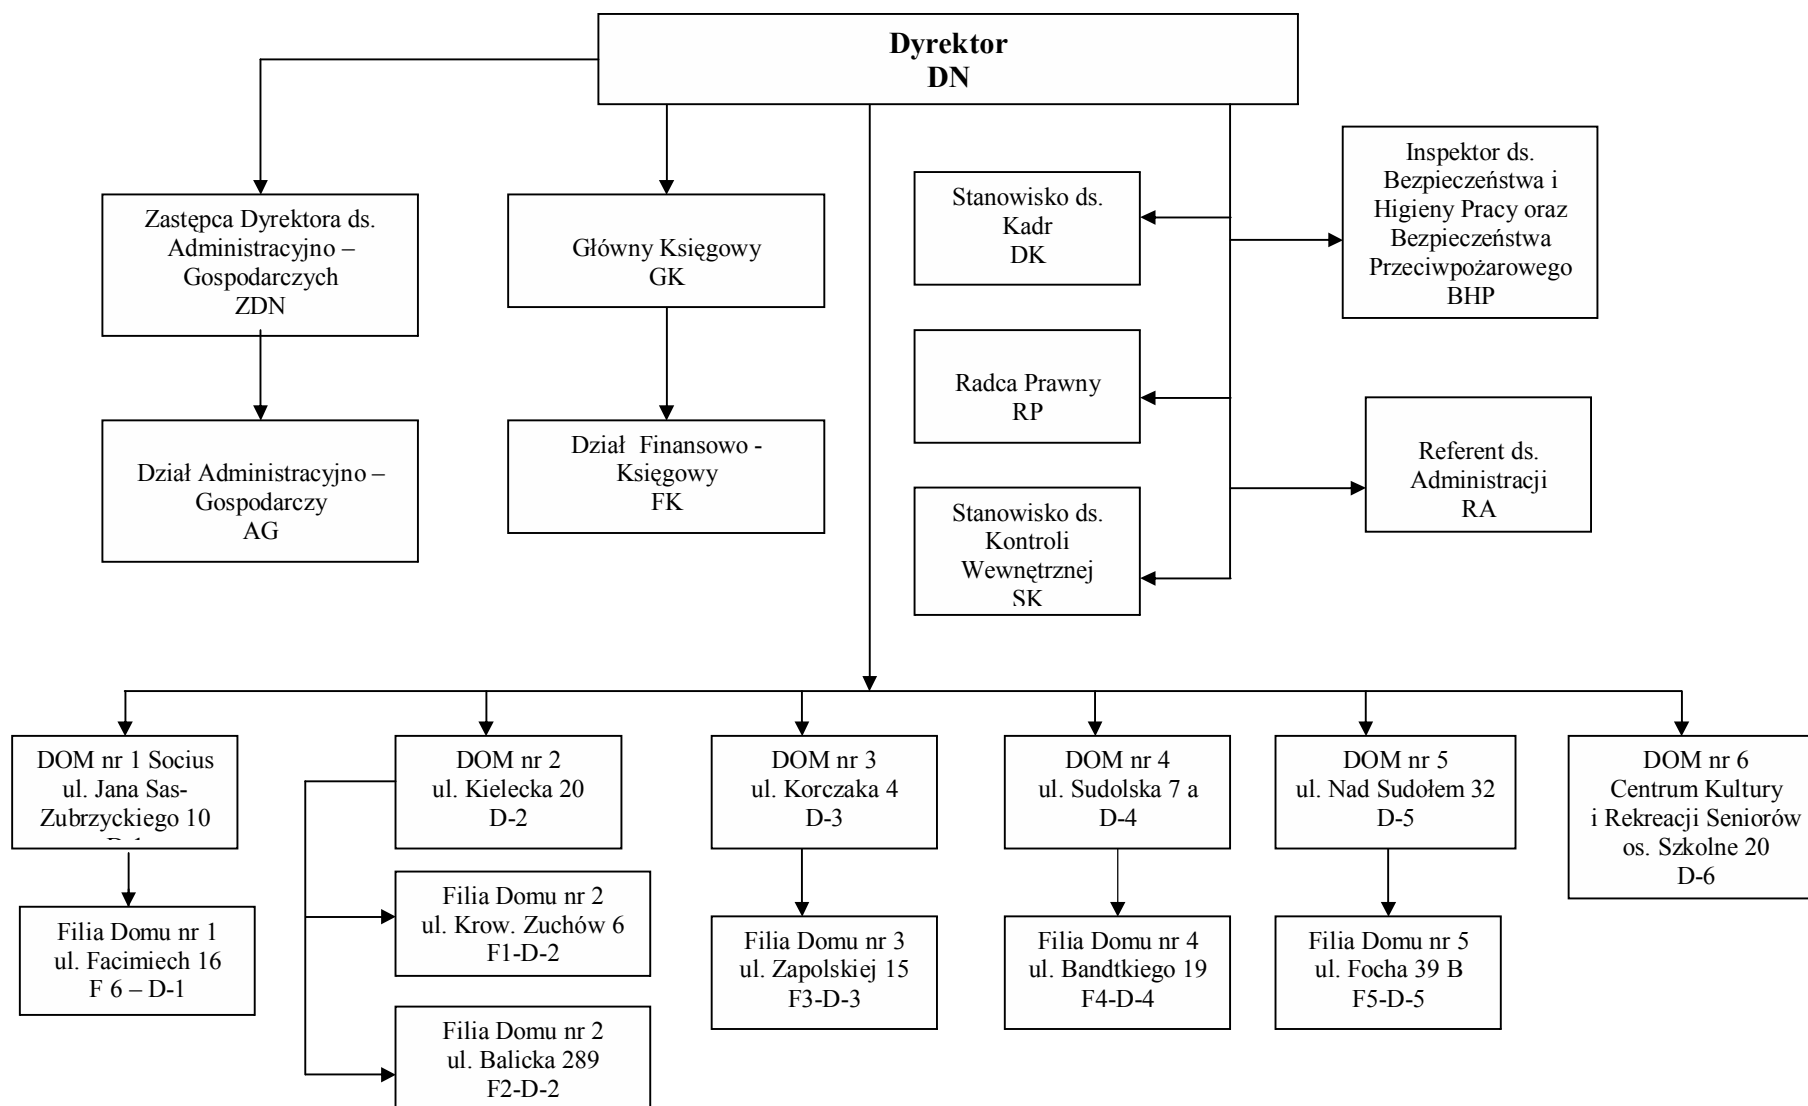 Dyrektor
DN
Zastępca Dyrektora ds.
Administracyjno –
Gospodarczych
ZDN
Główny Księgowy
GK
Stanowisko ds.
Kadr
DK
Inspektor ds.
Bezpieczeństwa i
Higieny Pracy oraz
Bezpieczeństwa
Przeciwpożarowego
BHP
Radca Prawny
RP
Dział Administracyjno –
Gospodarczy
AG
Dział Finansowo -
Księgowy
FK
Referent ds.
Administracji
RA
Stanowisko ds.
Kontroli
Wewnętrznej
SK
DOM nr 1 Socius
ul. Jana Sas-
Zubrzyckiego 10
DOM nr 2
ul. Kielecka 20
D-2
DOM nr 3
ul. Korczaka 4
D-3
DOM nr 4
ul. Sudolska 7 a
D-4
DOM nr 5
ul. Nad Sudołem 32
D-5
DOM nr 6
Centrum Kultury
i Rekreacji Seniorów
os. Szkolne 20
D-6
Filia Domu nr 1
ul. Facimiech 16
F 6 – D-1
Filia Domu nr 2
ul. Krow. Zuchów 6
F1-D-2
Filia Domu nr 2
ul. Balicka 289
F2-D-2
Filia Domu nr 3
ul. Zapolskiej 15
F3-D-3
Filia Domu nr 4
ul. Bandtkiego 19
F4-D-4
Filia Domu nr 5
ul. Focha 39 B
F5-D-5